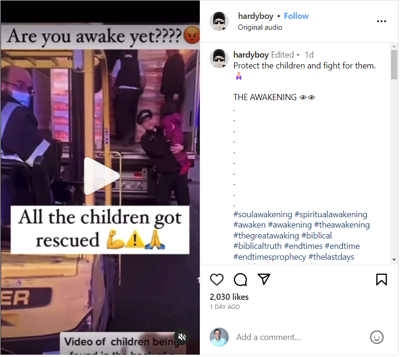 Are you awake yet????😡
All the children got
rescued 💪⚠️🙏
ER
Video of children being
found in the back of a
hardyboy • Follow
Original audio
hardyboy Edited • 1d
Protect the children and fight for them.
🙏
THE AWAKENING 👁️👁️
.
.
.
.
.
.
.
.
.
.
#soulawakening #spiritualawakening
#awaken #awakening #theawakening
#thegreatawaking #biblical
#biblicaltruth #endtimes #endtime
#endtimesprophecy #thelastdays
2,030 likes
1 DAY AGO
Add a comment...